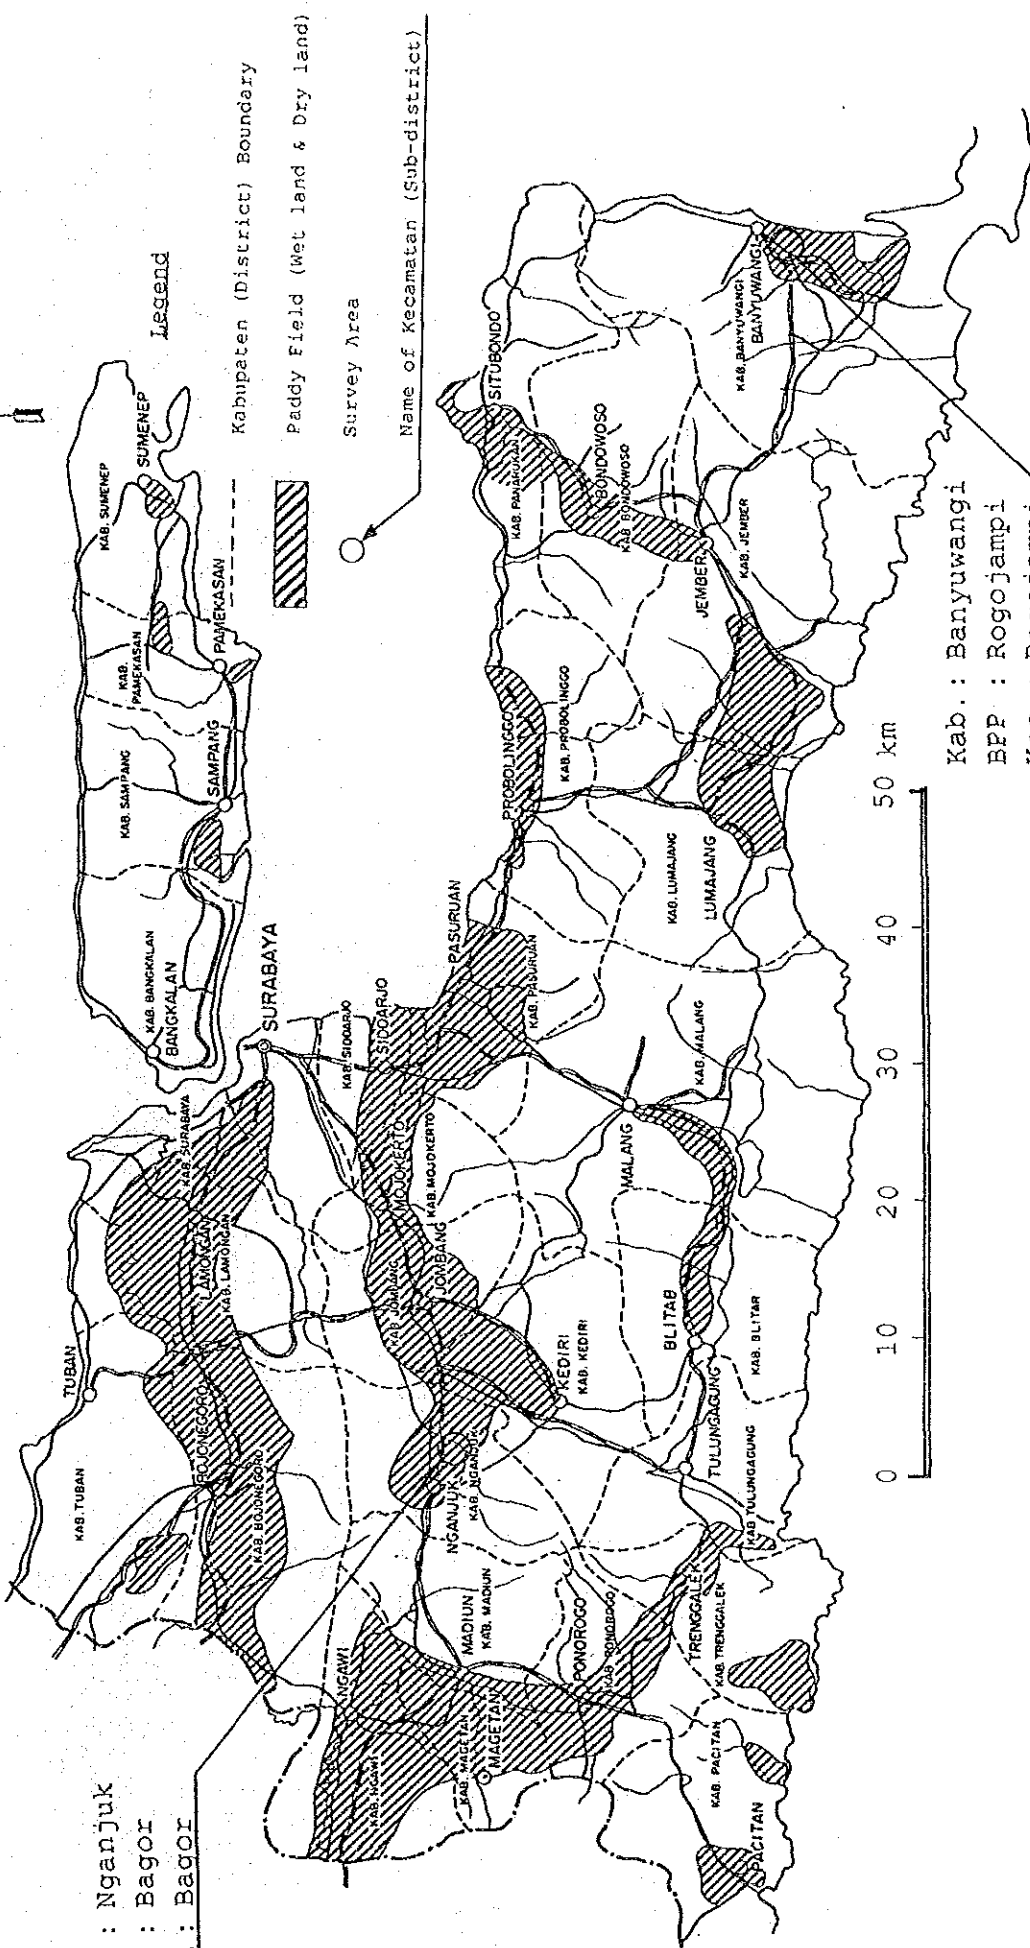 : Nganjuk
: Bagor
: Bagor
Legend
Kabupaten (District) Boundary
Paddy Field (Wet land & Dry land)
Survey Area
Name of Kecamatan (Sub-district)
KAB. SUMENEP
SUMENEP
KAB. PAMEKASAN
PAMEKASAN
KAB. SAMPANG
SAMPANG
KAB. BANGKALAN
BANGKALAN
SURABAYA
KAB. SURABAYA
TUBAN
KAB. TUBAN
LAMONGAN
KAB. LAMONGAN
BOJONEGORO
KAB. BOJONEGORO
KAB. SIDOARJO
SIDOARJO
MOJOKERTO
KAB. MOJOKERTO
KAB. JOMBANG
JOMBANG
NGANJUK
KAB. NGANJUK
KEDIRI
KAB. KEDIRI
NGAWI
KAB. NGAWI
MADIUN
KAB. MADIUN
KAB. MAGETAN
MAGETAN
PONOROGO
KAB. PONOROGO
TRENGGALEK
KAB. TRENGGALEK
KAB. PACITAN
PACITAN
TULUNGAGUNG
KAB. TULUNGAGUNG
BLITAB
KAB. BLITAR
MALANG
KAB. MALANG
PASURUAN
KAB. PASURUAN
PROBOLINGGO
KAB. PROBOLINGGO
KAB. LUMAJANG
LUMAJANG
SITUBONDO
KAB. PANARUKAN
BONDOWOSO
KAB. BONDOWOSO
JEMBER
KAB. JEMBER
KAB. BANYUWANGI
BANYUWANGI
0 10 20 30 40 50 km
Kab. : Banyuwangi
BPP : Rogojampi